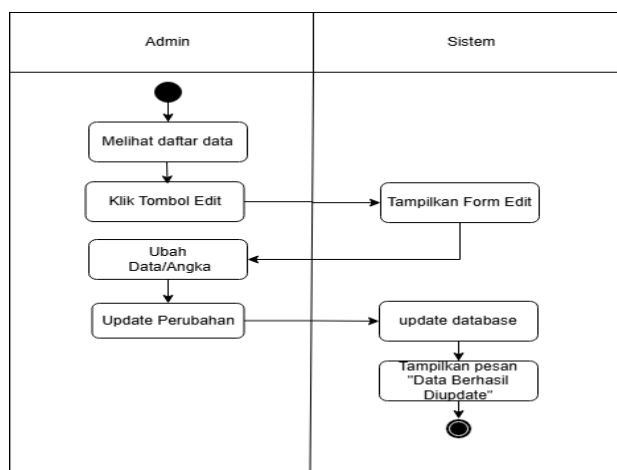 Admin
Sistem
Melihat daftar data
Klik Tombol Edit
Tampilkan Form Edit
Ubah
Data/Angka
Update Perubahan
update database
Tampilkan pesan
"Data Berhasil
Diupdate"